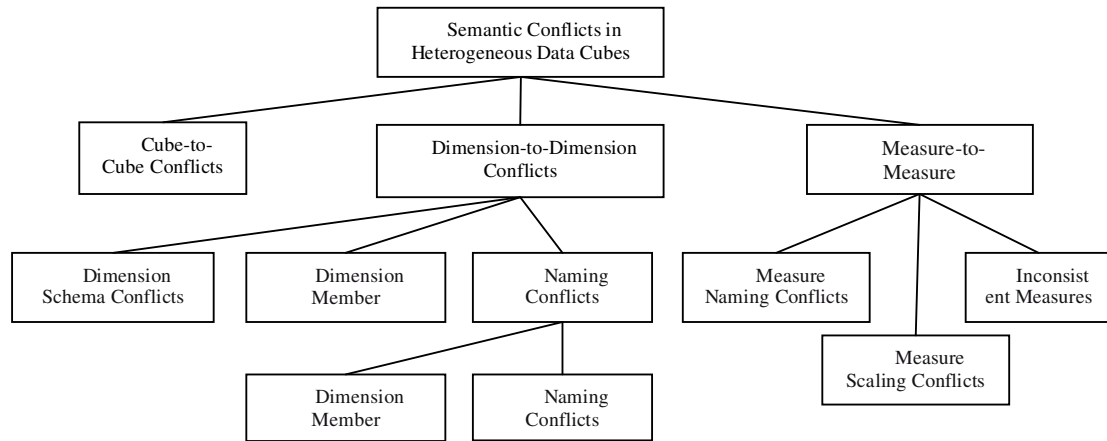 Semantic Conflicts in
Heterogeneous Data Cubes
Cube-to-
Cube Conflicts
Dimension-to-Dimension
Conflicts
Measure-to-
Measure
Dimension
Schema Conflicts
Dimension
Member
Naming
Conflicts
Measure
Naming Conflicts
Inconsist
ent Measures
Measure
Scaling Conflicts
Dimension
Member
Naming
Conflicts